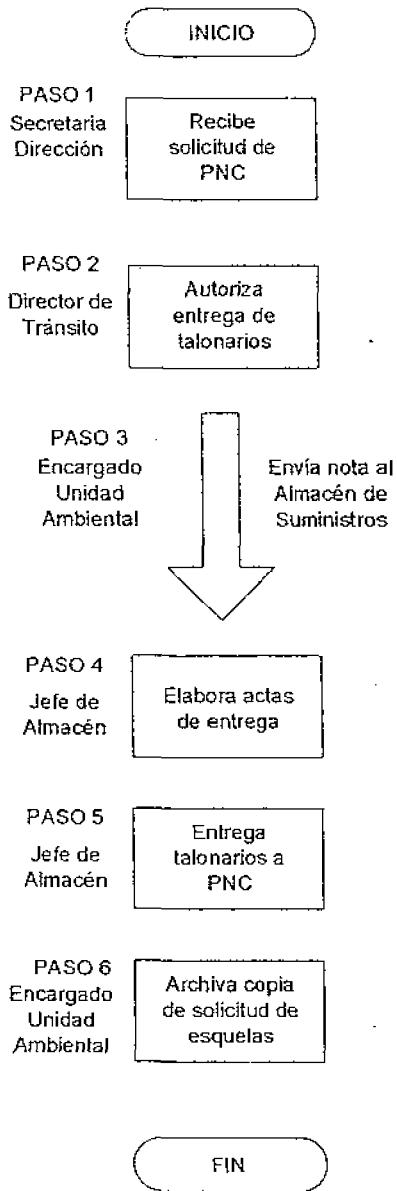 INICIO
PASO 1
Secretaria
Dirección
Recibe
solicitud de
PNC
PASO 2
Director de
Tránsito
Autoriza
entrega de
talonarios
PASO 3
Encargado
Unidad
Ambiental
Envía nota al
Almacén de
Suministros
PASO 4
Jefe de
Almacén
Elabora actas
de entrega
PASO 5
Jefe de
Almacén
Entrega
talonarios a
PNC
PASO 6
Encargado
Unidad
Ambiental
Archiva copia
de solicitud de
esquelas
FIN